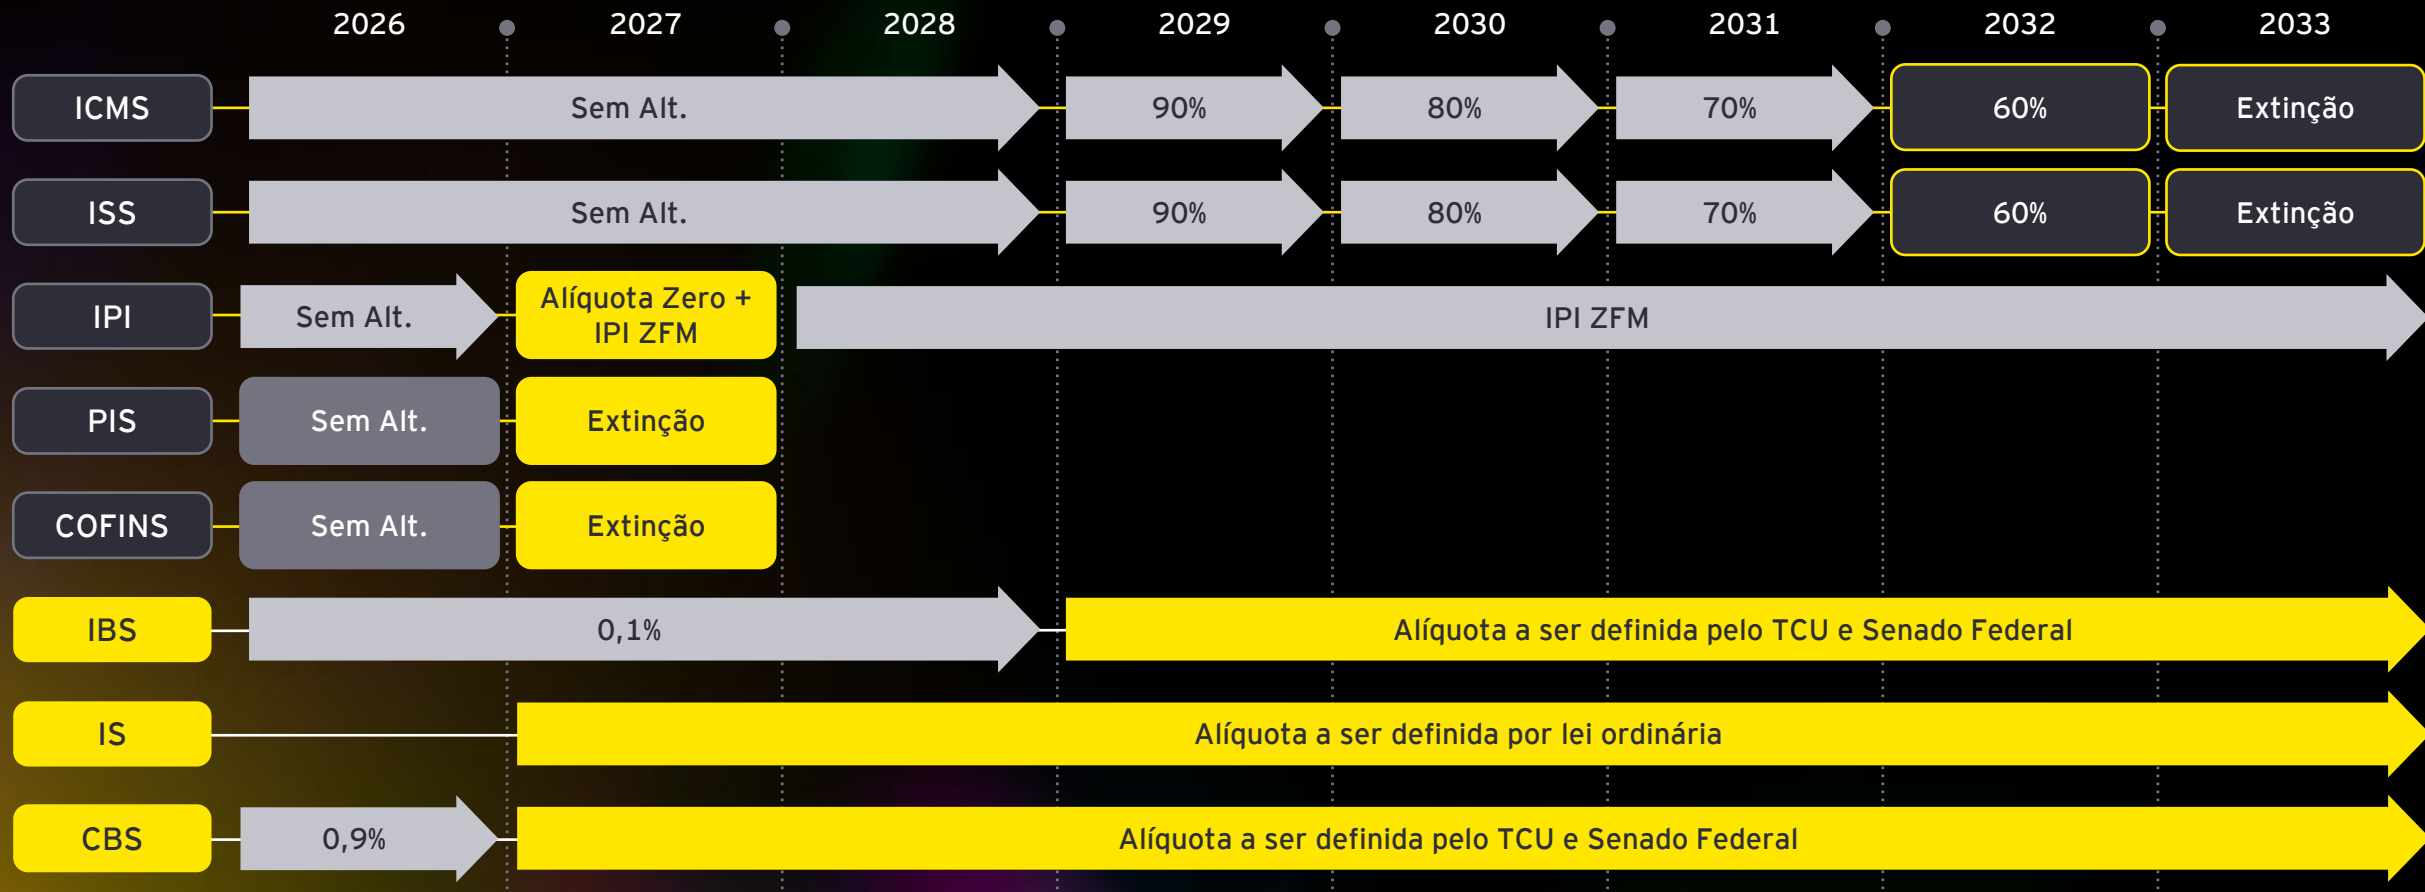 2026 2027 2028 2029 2030 2031 2032 2033
ICMS Sem Alt. 90% 80% 70% 60% Extinção
ISS Sem Alt. 90% 80% 70% 60% Extinção
IPI Sem Alt. Alíquota Zero +
IPI ZFM IPI ZFM
PIS Sem Alt. Extinção
COFINS Sem Alt. Extinção
IBS 0,1% Alíquota a ser definida pelo TCU e Senado Federal
IS Alíquota a ser definida por lei ordinária
CBS 0,9% Alíquota a ser definida pelo TCU e Senado Federal